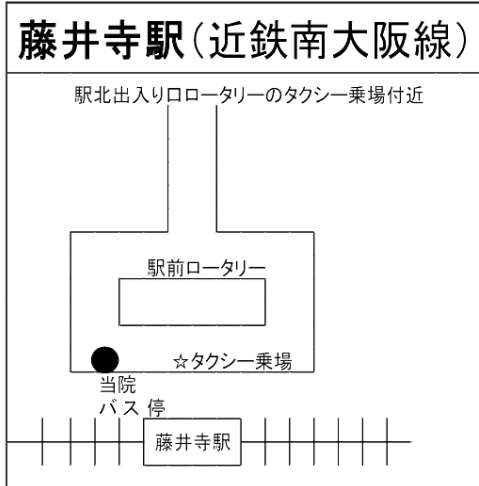 藤井寺駅(近鉄南大阪線)
駅北出入り口ロータリーのタクシー乗場付近
駅前ロータリー
☆タクシー乗場
当院
バス停
藤井寺駅